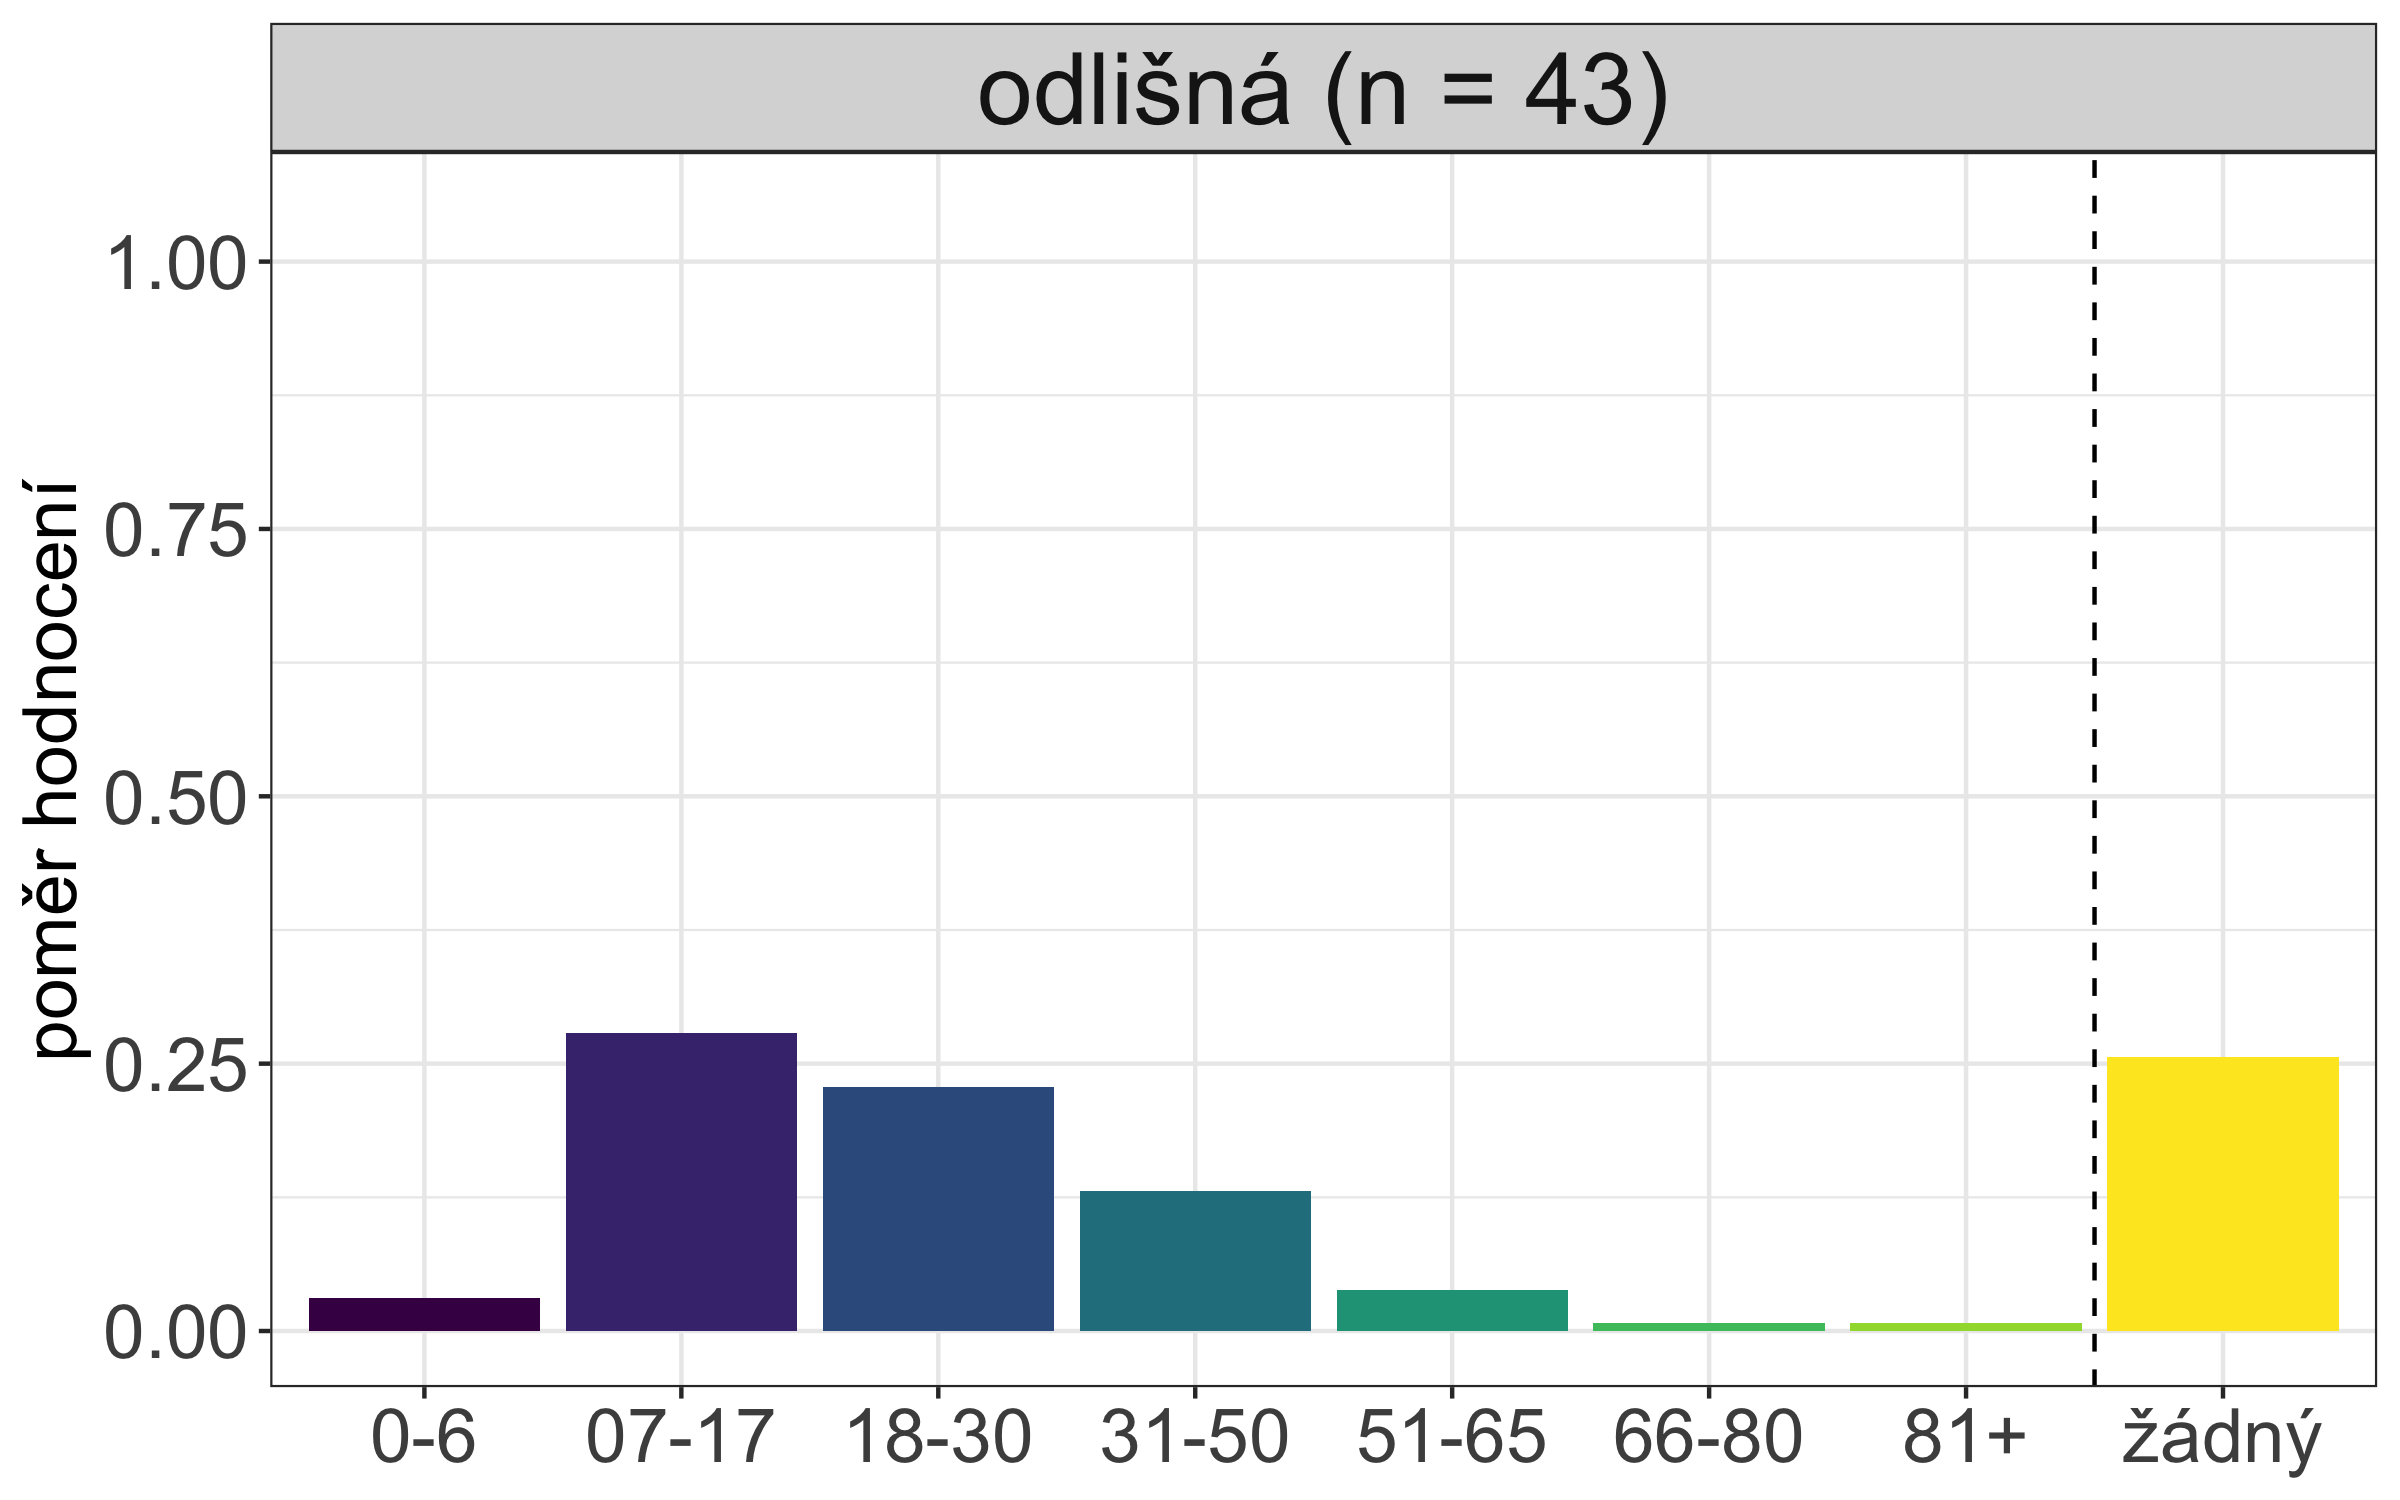 odlišná (n = 43)
poměr hodnocení
1.00
0.75
0.50
0.25
0.00
0-6 07-17 18-30 31-50 51-65 66-80 81+ žádný